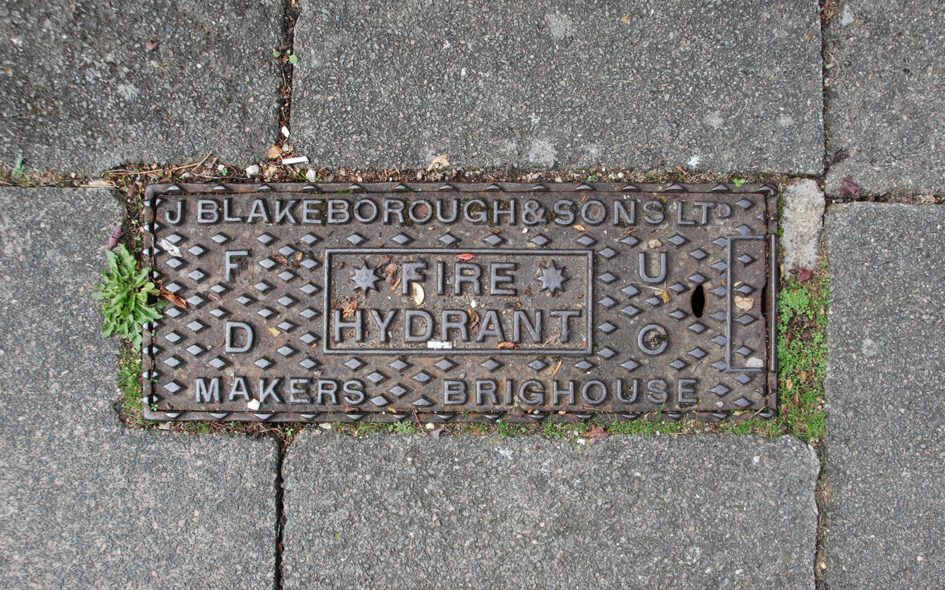 J BLAKEBOROUGH & SONS LTD
F U
FIRE
HYDRANT
D C
MAKERS BRIGHOUSE